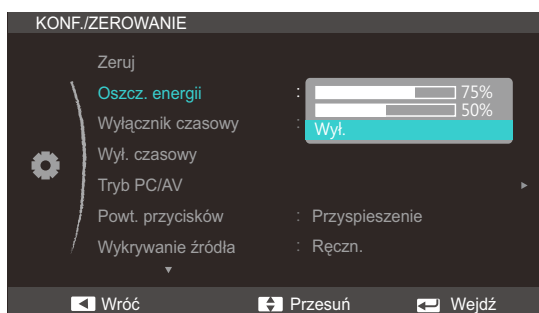 KONF./ZEROWANIE
Zeruj
Oszcz. energii : 75%
50%
Wyłącznik czasowy : Wył.
Wył. czasowy
Tryb PC/AV
Powt. przycisków : Przyspieszenie
Wykrywanie źródła : Ręczn.
Wróć Przesuń Wejdź